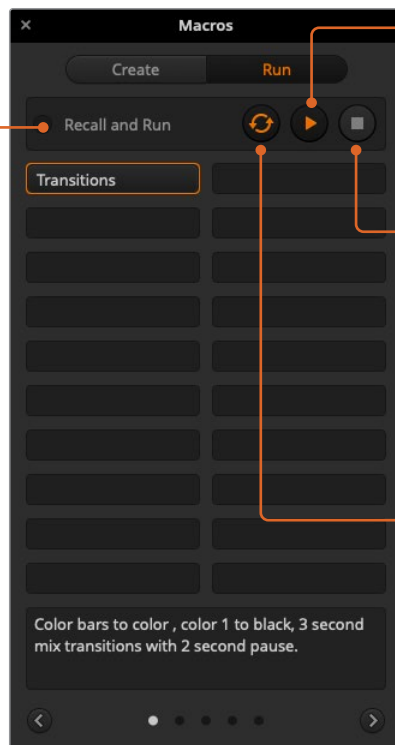 Macros
Create
Run
Recall and Run
Transitions
Color bars to color , color 1 to black, 3 second
mix transitions with 2 second pause.